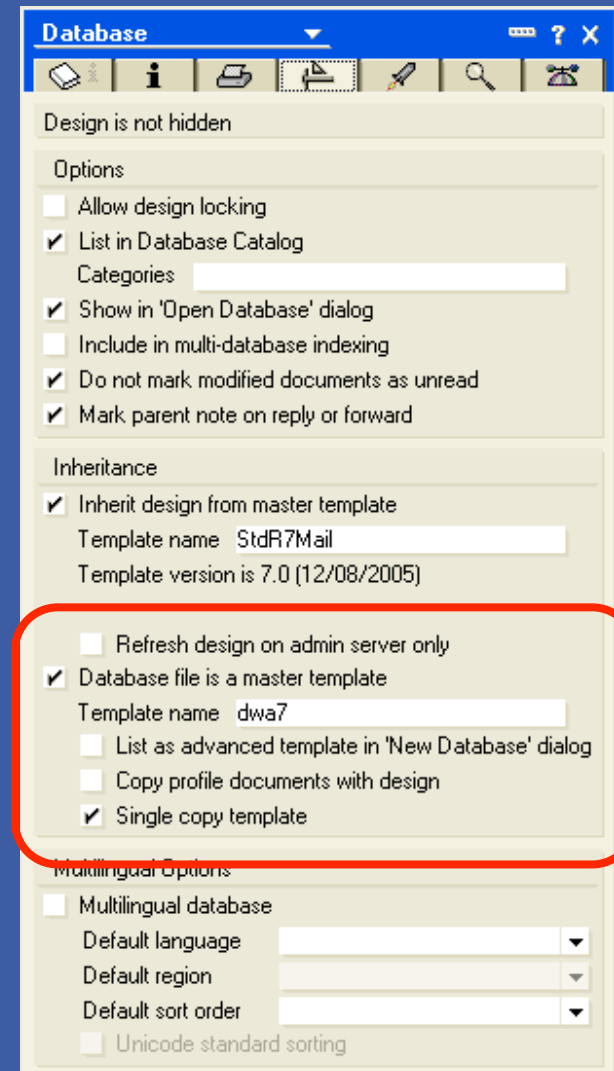 Database
Design is not hidden
Options
Allow design locking
List in Database Catalog
Categories
Show in 'Open Database' dialog
Include in multi-database indexing
Do not mark modified documents as unread
Mark parent note on reply or forward
Inheritance
Inherit design from master template
Template name StdR7Mail
Template version is 7.0 (12/08/2005)
Refresh design on admin server only
Database file is a master template
Template name dwa7
List as advanced template in 'New Database' dialog
Copy profile documents with design
Single copy template
Multilingual Options
Multilingual database
Default language
Default region
Default sort order
Unicode standard sorting